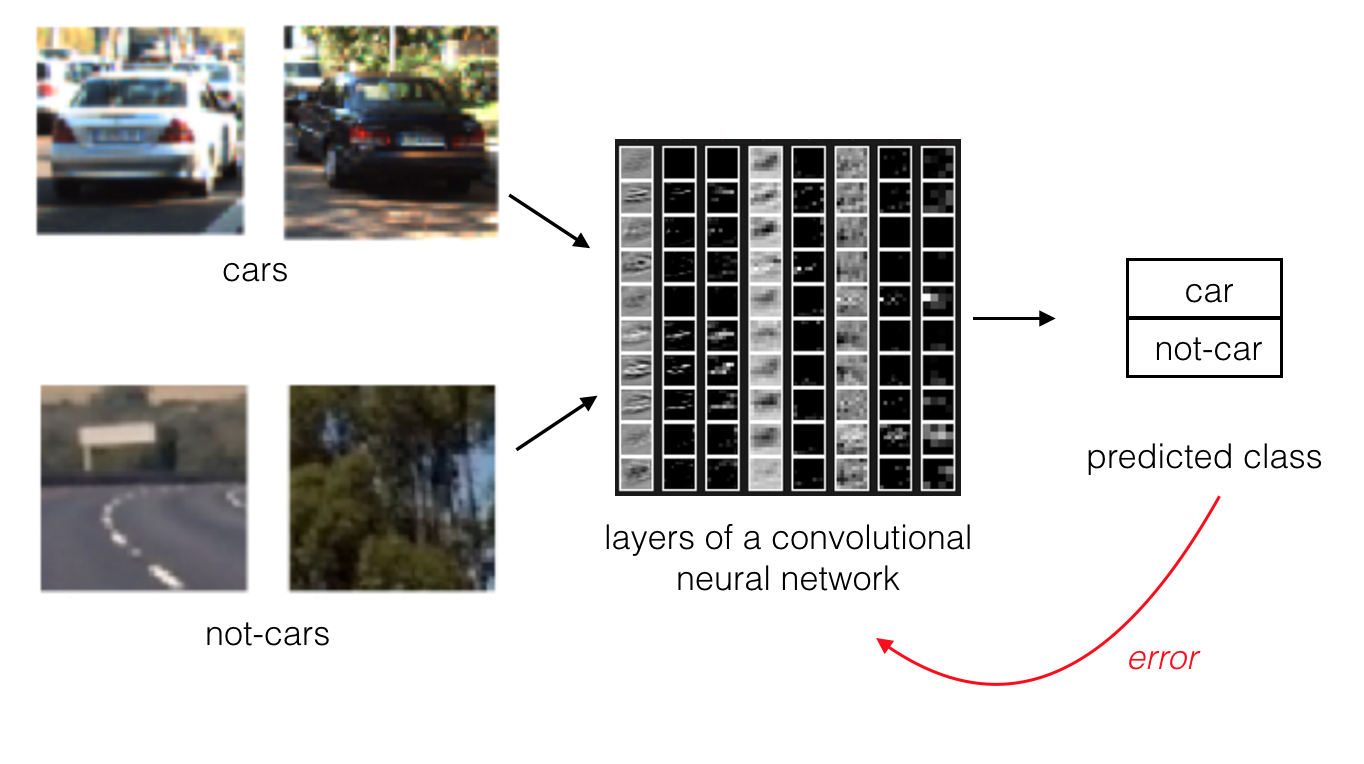 cars
not-cars
layers of a convolutional
neural network
car
not-car
predicted class
error